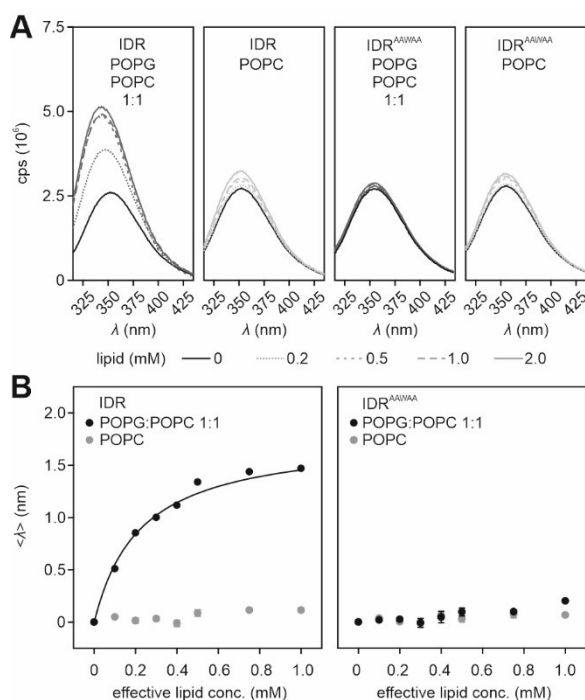 A
IDR
POPG
POPC
1:1
IDR
POPC
IDR^AAWAA
POPG
POPC
1:1
IDR^AAWAA
POPC
7.5
5.0
2.5
0
cps (10⁶)
325 350 375 400 425
325 350 375 400 425
325 350 375 400 425
325 350 375 400 425
λ (nm) λ (nm) λ (nm) λ (nm)
lipid (mM) 0 0.2 0.5 1.0 2.0
B
IDR
POPG:POPC 1:1
POPC
IDR^AAWAA
POPG:POPC 1:1
POPC
2.0
1.5
1.0
0.5
0
<λ> (nm)
0 0.2 0.4 0.6 0.8 1.0
0 0.2 0.4 0.6 0.8 1.0
effective lipid conc. (mM) effective lipid conc. (mM)